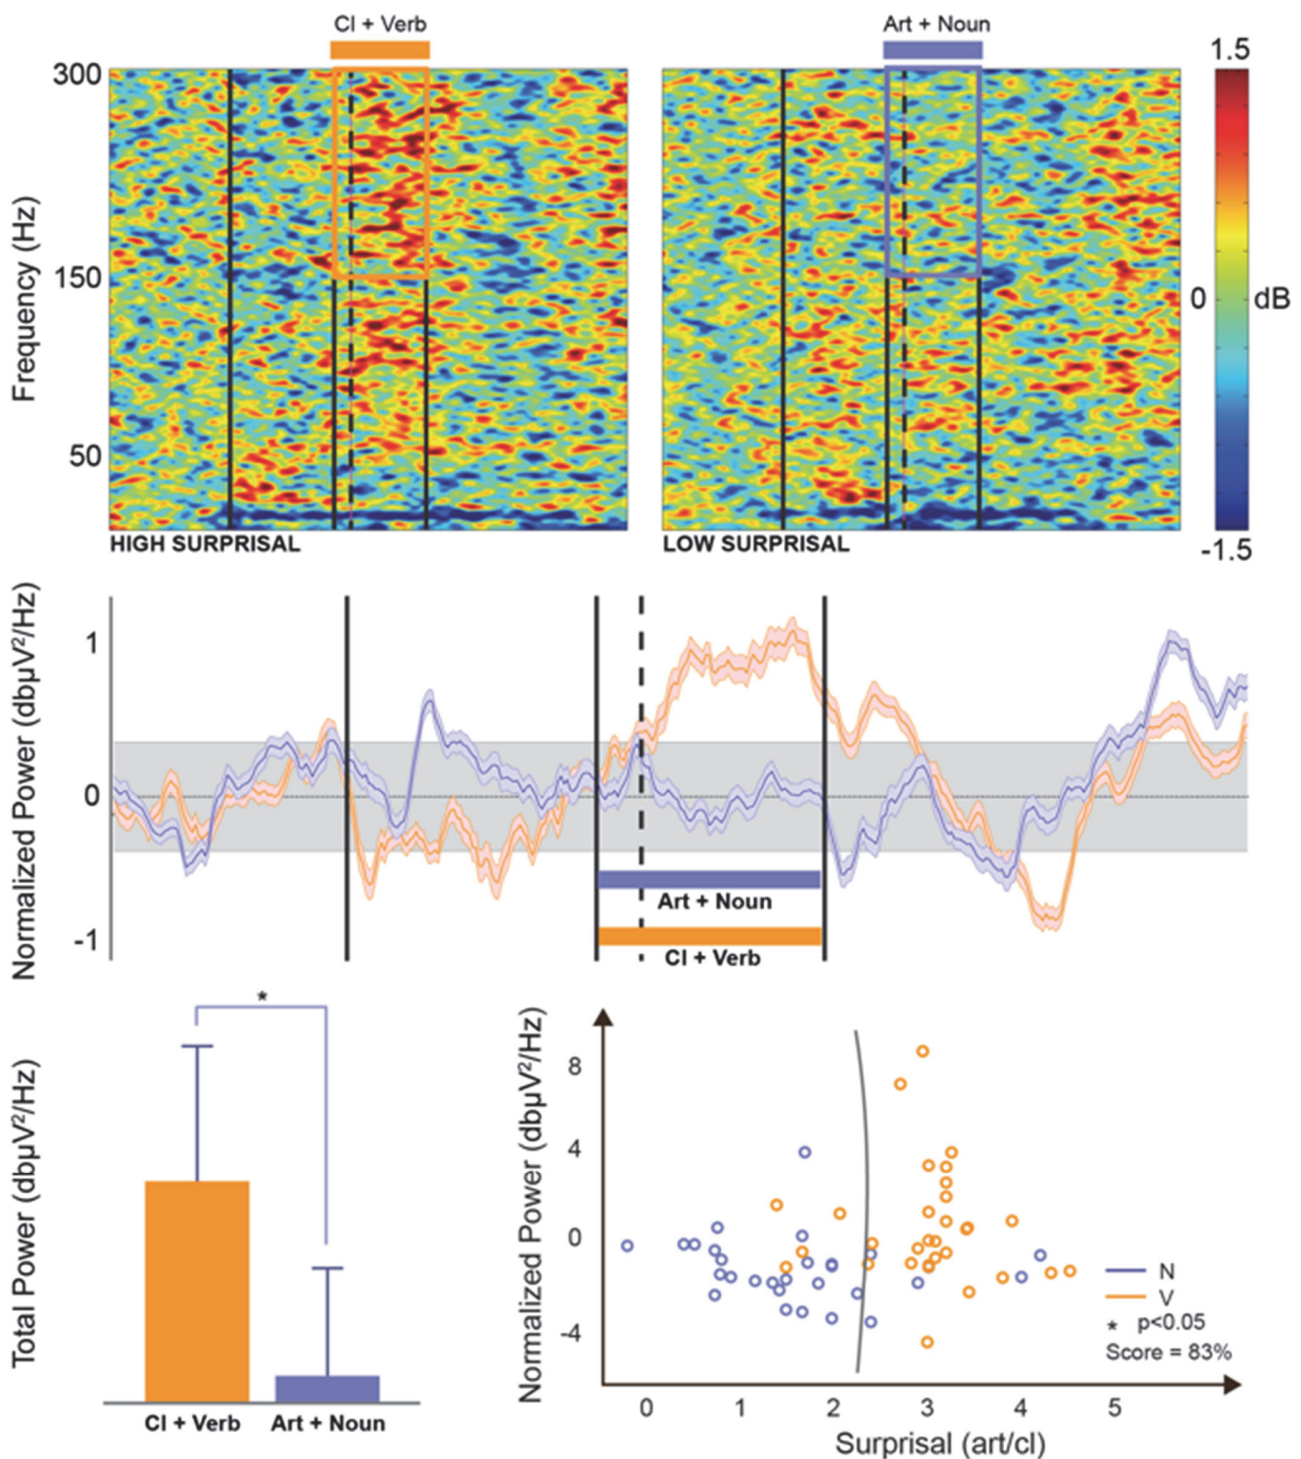 Cl + Verb
Art + Noun
1.5
300
150
50
Frequency (Hz)
0
dB
-1.5
HIGH SURPRISAL
LOW SURPRISAL
Normalized Power (dbµV²/Hz)
1
0
-1
Art + Noun
Cl + Verb
Total Power (dbµV²/Hz)
*
Cl + Verb
Art + Noun
Normalized Power (dbµV²/Hz)
8
4
0
-4
N
V
* p<0.05
Score = 83%
0 1 2 3 4 5
Surprisal (art/cl)